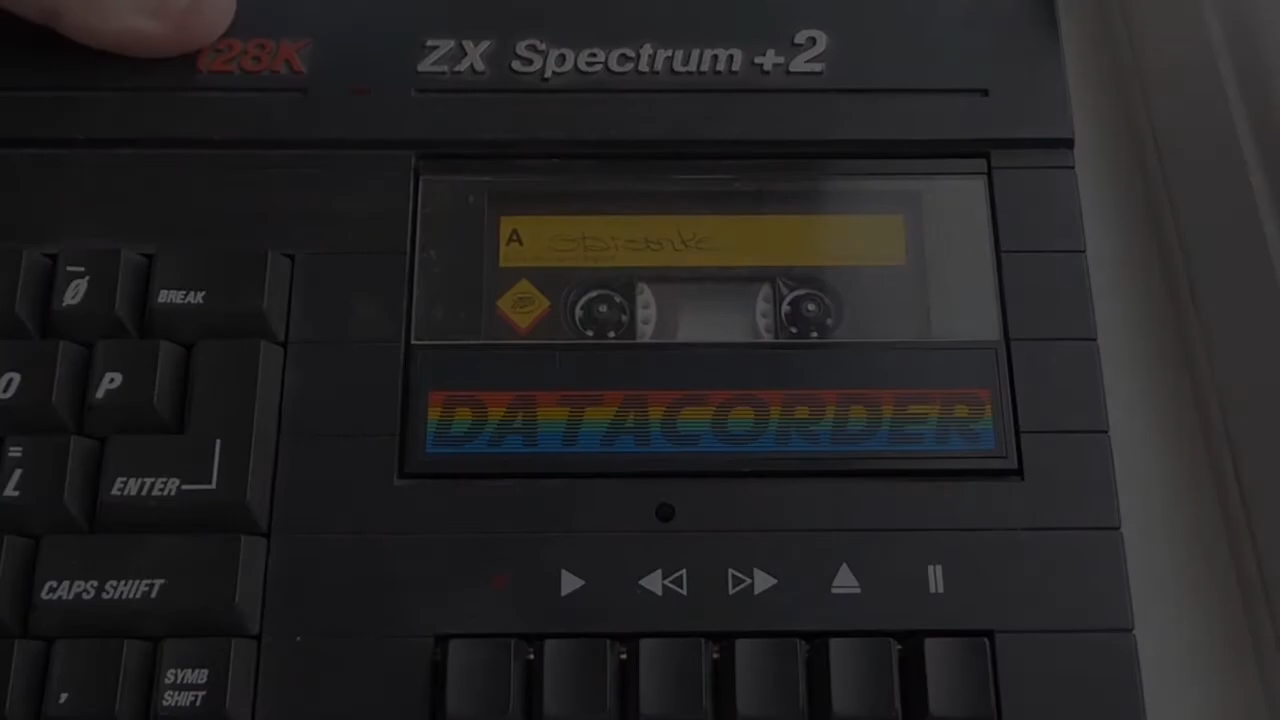 128K
ZX Spectrum +2
A
Ø
BREAK
O
P
DATACORDER
L
ENTER
CAPS SHIFT
,
SYMB
SHIFT